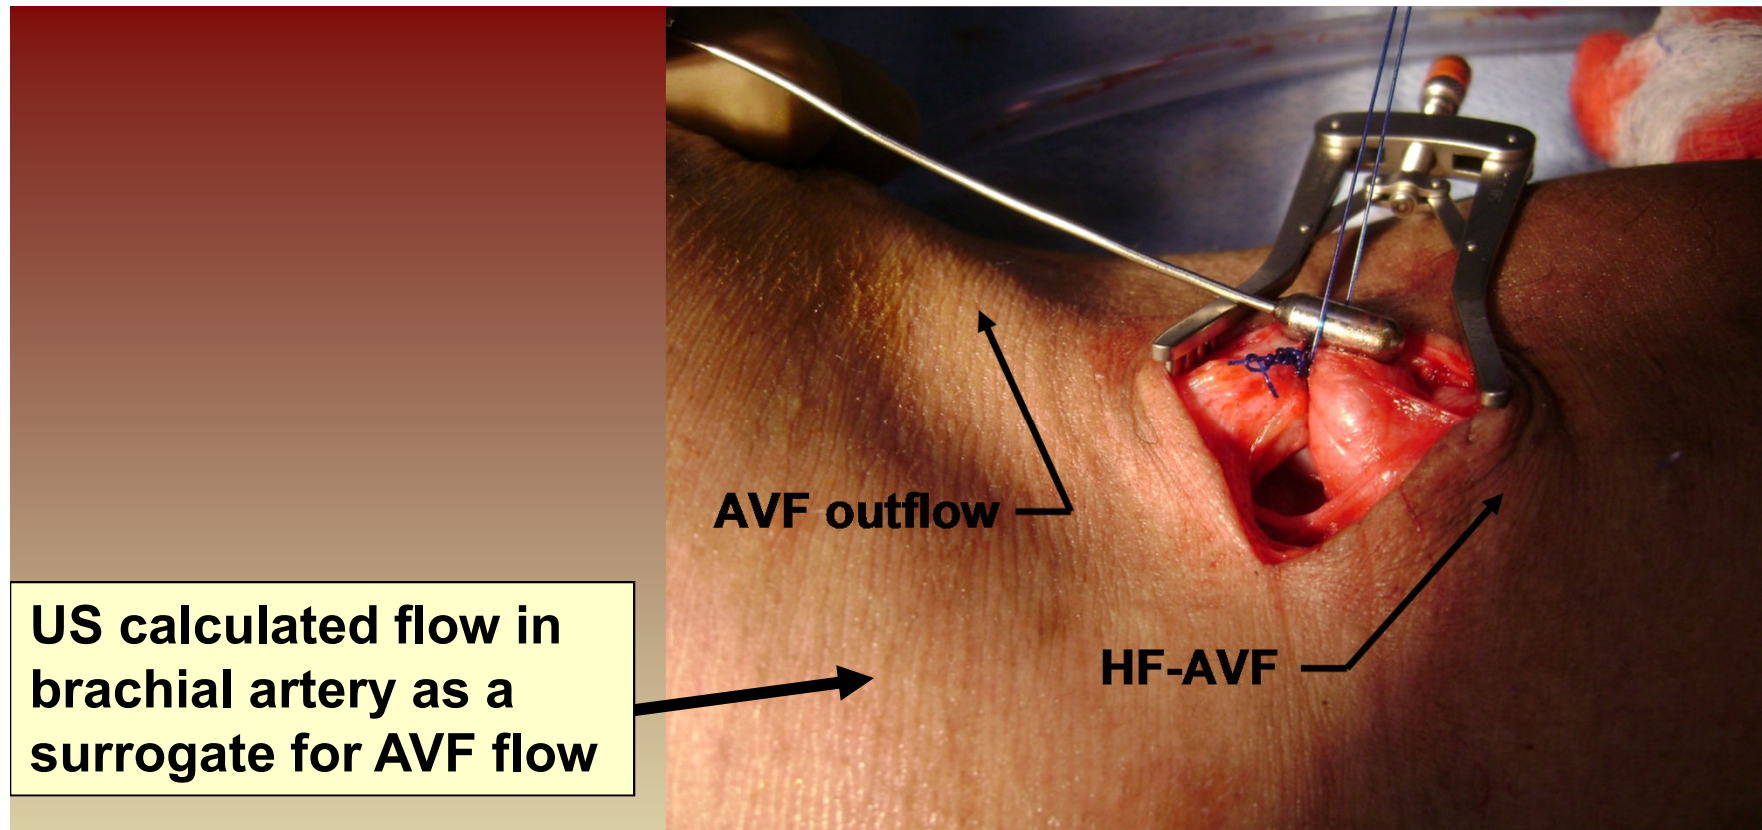 AVF outflow
US calculated flow in
brachial artery as a
surrogate for AVF flow
HF-AVF